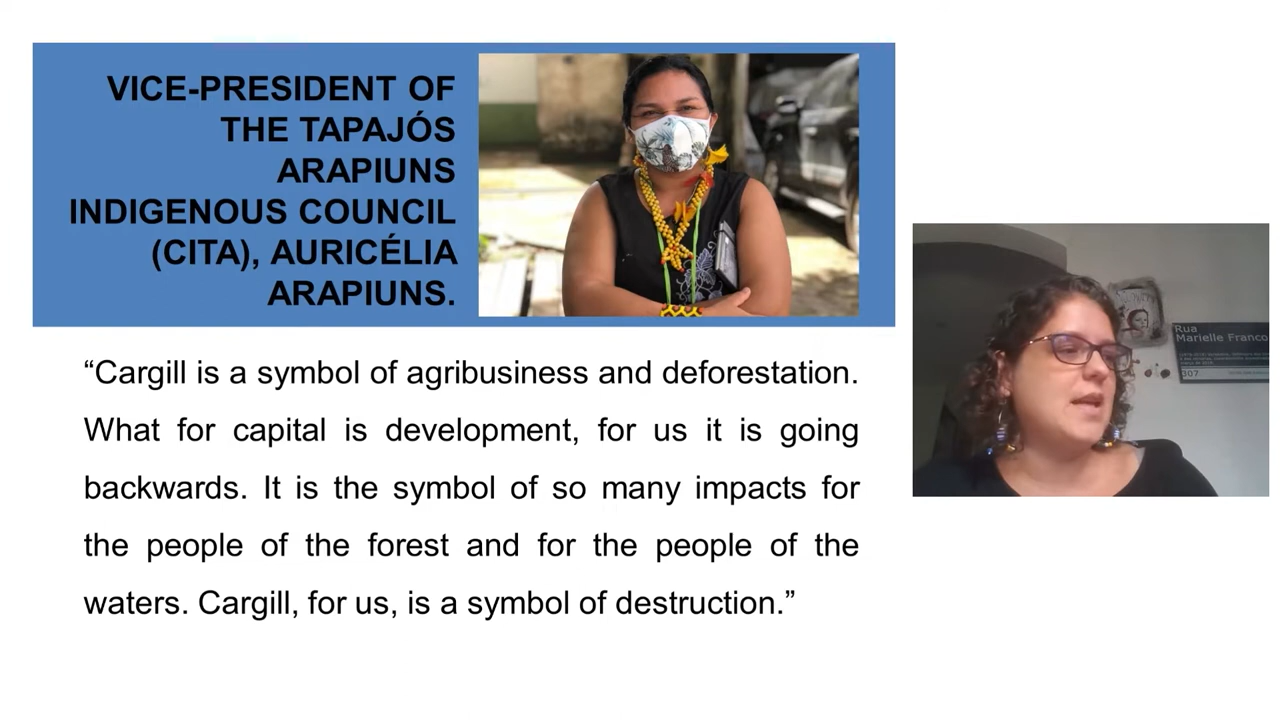 VICE-PRESIDENT OF
THE TAPAJÓS
ARAPIUNS
INDIGENOUS COUNCIL
(CITA), AURICÉLIA
ARAPIUNS.
“Cargill is a symbol of agribusiness and deforestation.
What for capital is development, for us it is going
backwards. It is the symbol of so many impacts for
the people of the forest and for the people of the
waters. Cargill, for us, is a symbol of destruction.”
Rua
Marielle Franco
307